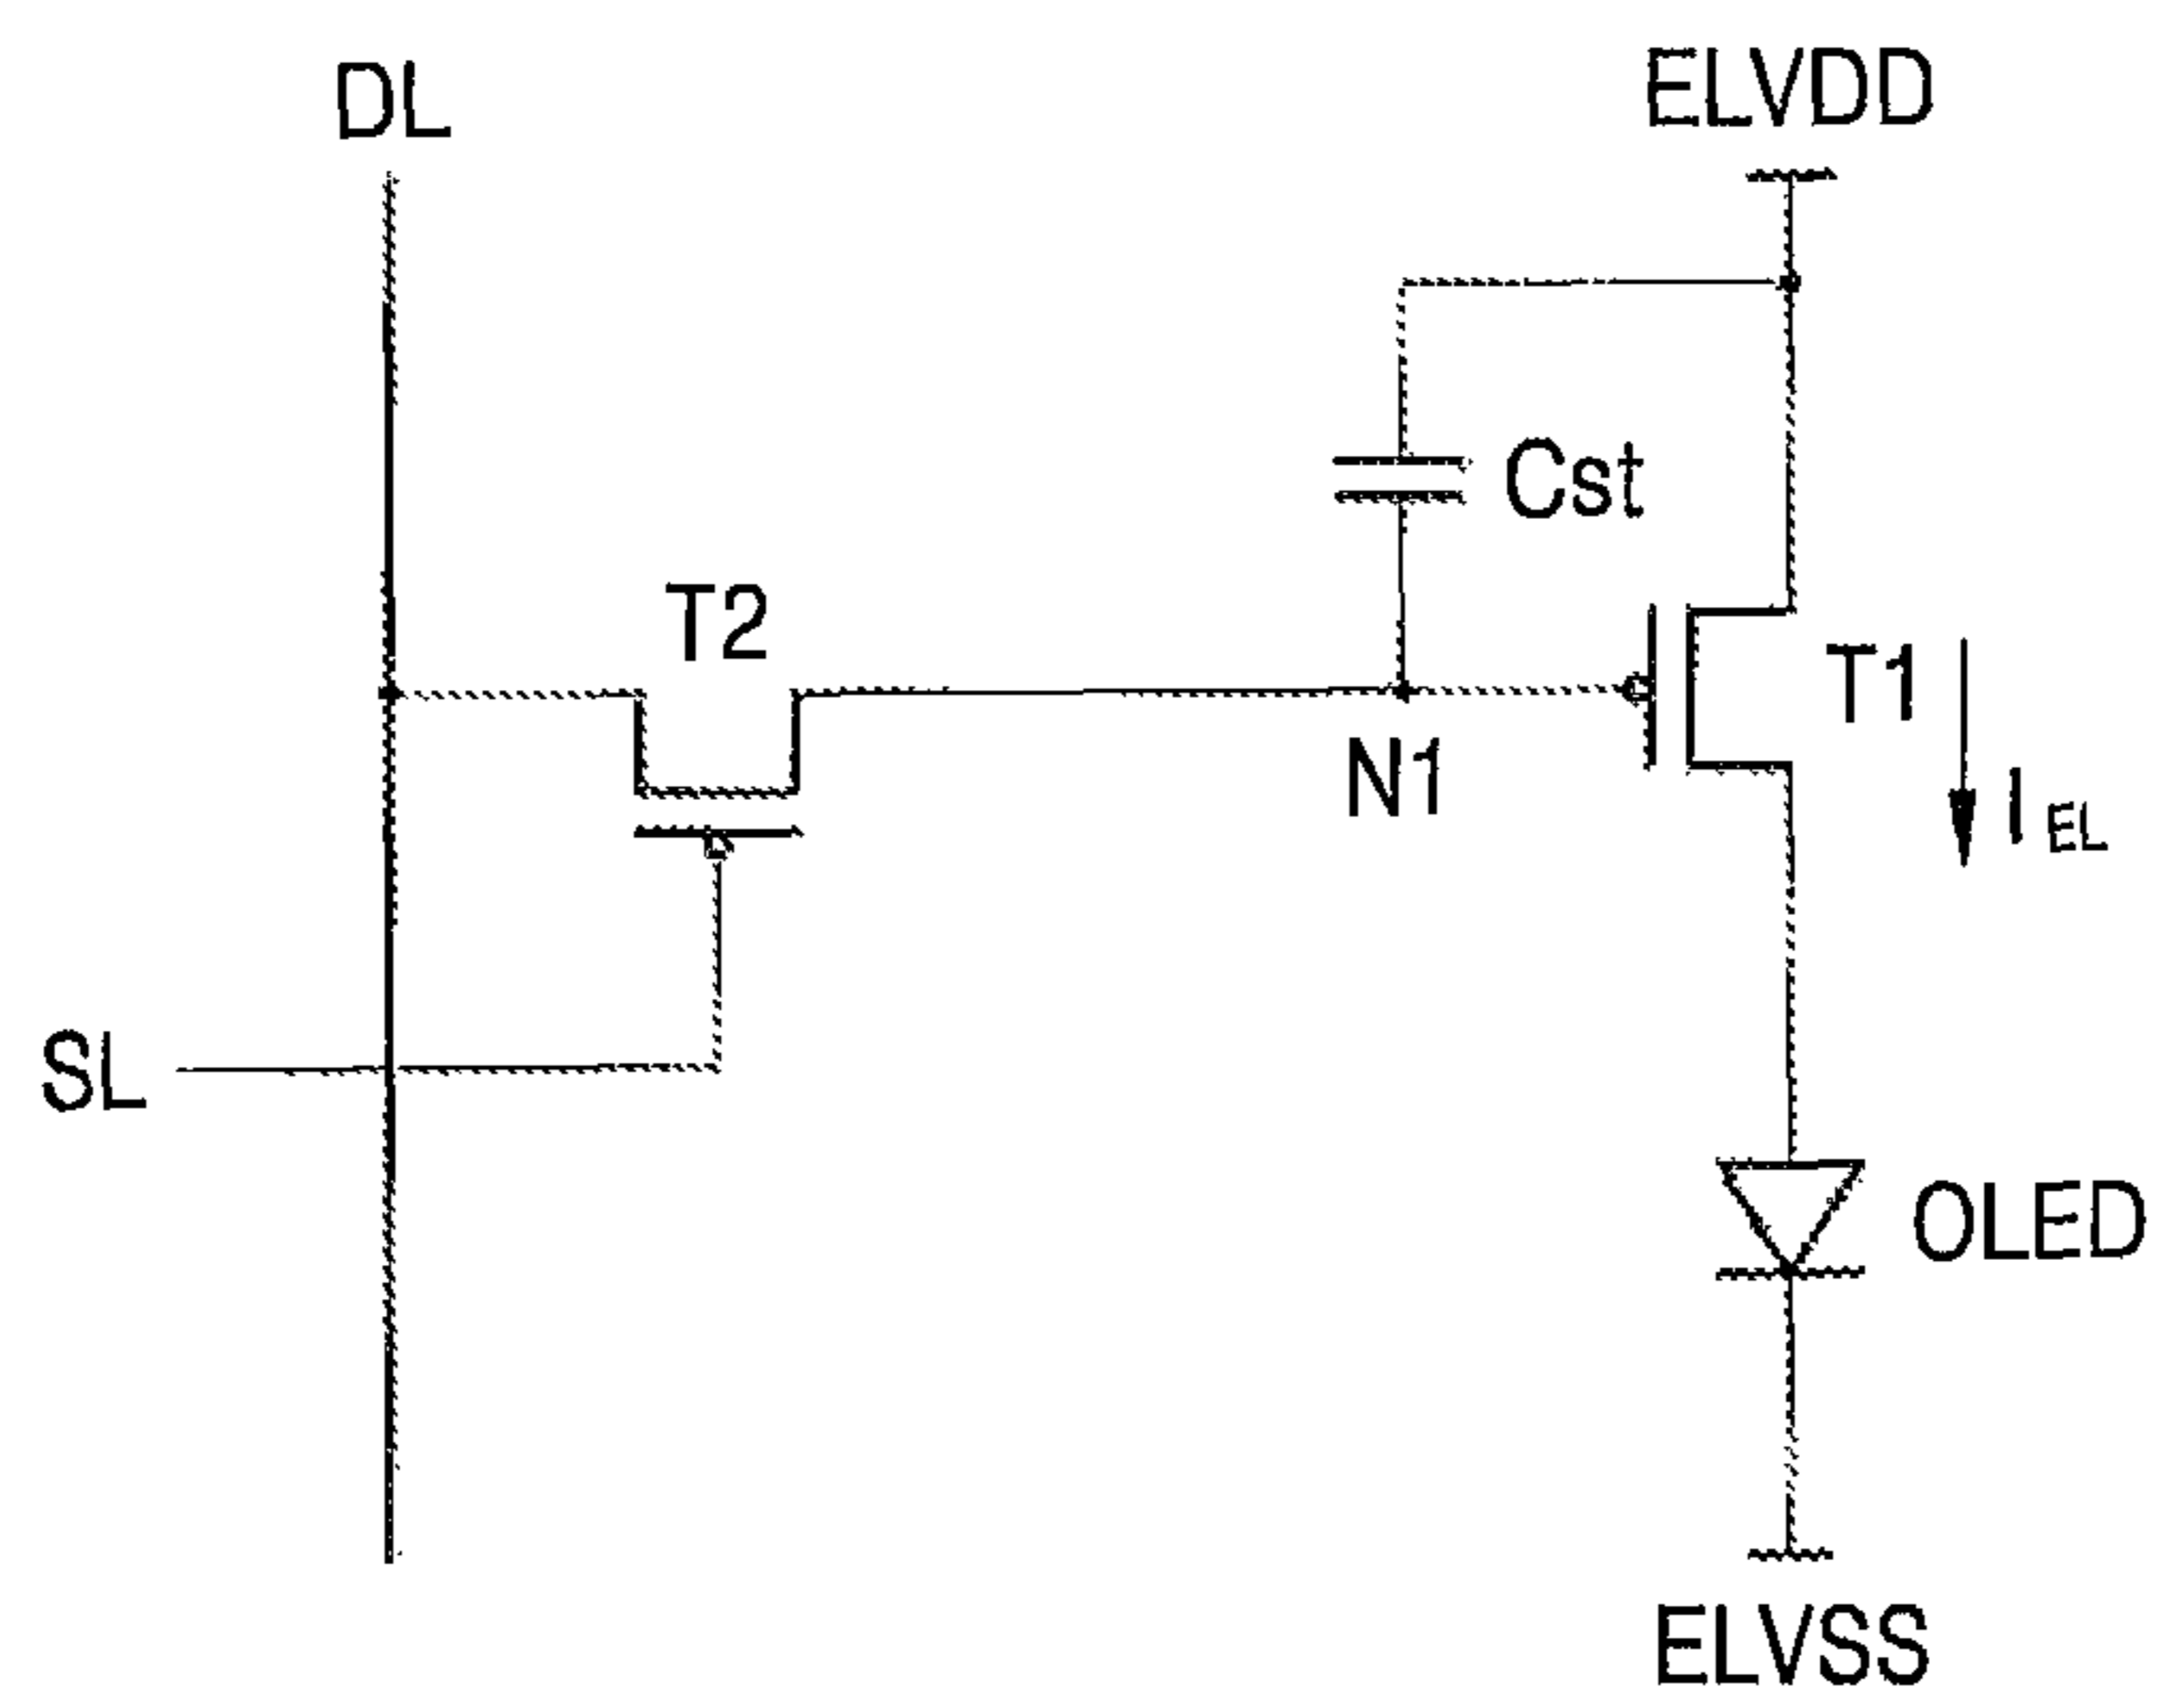 DL
ELVDD
Cst
T2
T1
N1
I EL
SL
OLED
ELVSS